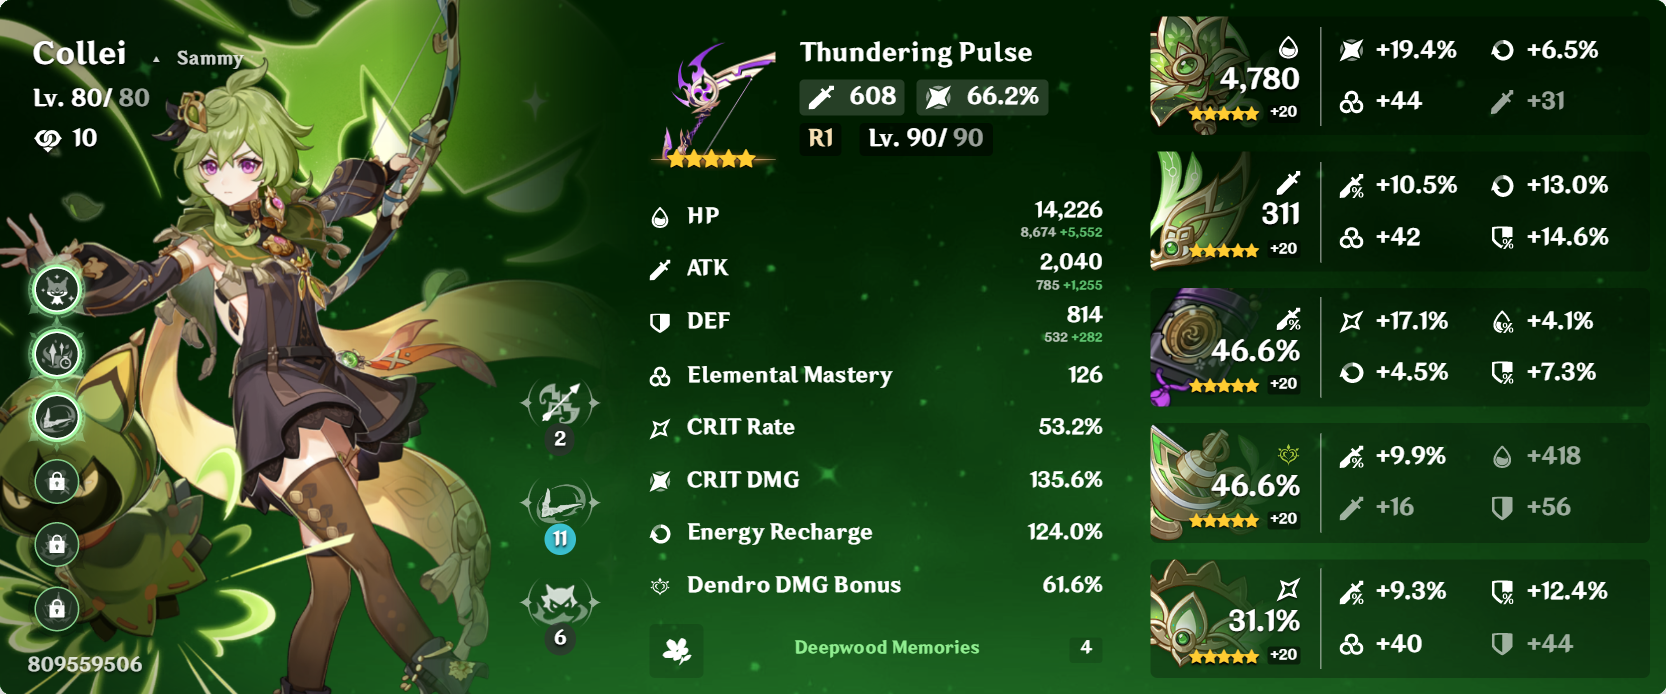 Collei ▴ Sammy
Lv. 80/ 80
10
2
11
6
809559506
Thundering Pulse
608 66.2%
R1 Lv. 90/ 90
HP 14,226
8,674 +5,552
ATK 2,040
785 +1,255
DEF 814
532 +282
Elemental Mastery 126
CRIT Rate 53.2%
CRIT DMG 135.6%
Energy Recharge 124.0%
Dendro DMG Bonus 61.6%
Deepwood Memories 4
4,780
+20
+19.4% +6.5%
+44 +31
311
+20
+10.5% +13.0%
+42 +14.6%
46.6%
+20
+17.1% +4.1%
+4.5% +7.3%
46.6%
+20
+9.9% +418
+16 +56
31.1%
+20
+9.3% +12.4%
+40 +44